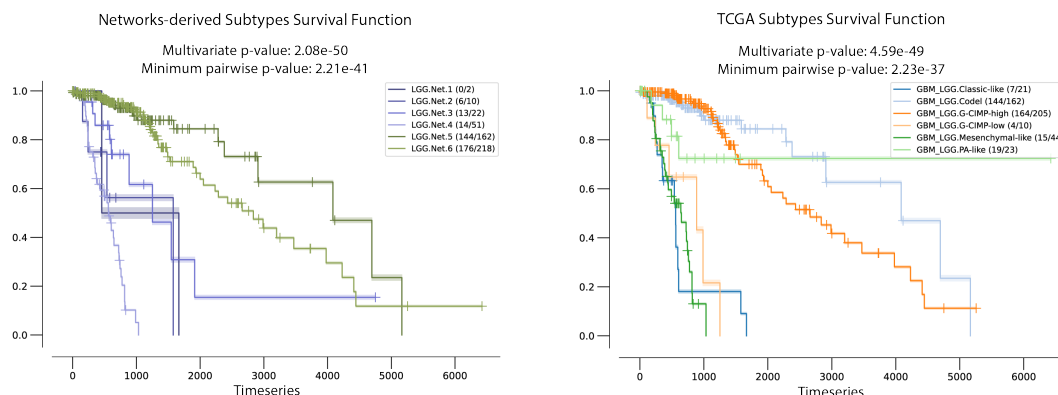 Networks-derived Subtypes Survival Function
Multivariate p-value: 2.08e-50
Minimum pairwise p-value: 2.21e-41
LGG.Net.1 (0/2)
LGG.Net.2 (6/10)
LGG.Net.3 (13/22)
LGG.Net.4 (14/51)
LGG.Net.5 (144/162)
LGG.Net.6 (176/218)
1.0
0.8
0.6
0.4
0.2
0.0
0 1000 2000 3000 4000 5000 6000
Timeseries
TCGA Subtypes Survival Function
Multivariate p-value: 4.59e-49
Minimum pairwise p-value: 2.23e-37
GBM_LGG.Classic-like (7/21)
GBM_LGG.Codel (144/162)
GBM_LGG.G-CIMP-high (164/205)
GBM_LGG.G-CIMP-low (4/10)
GBM_LGG.Mesenchymal-like (15/44
GBM_LGG.PA-like (19/23)
1.0
0.8
0.6
0.4
0.2
0.0
0 1000 2000 3000 4000 5000 6000
Timeseries